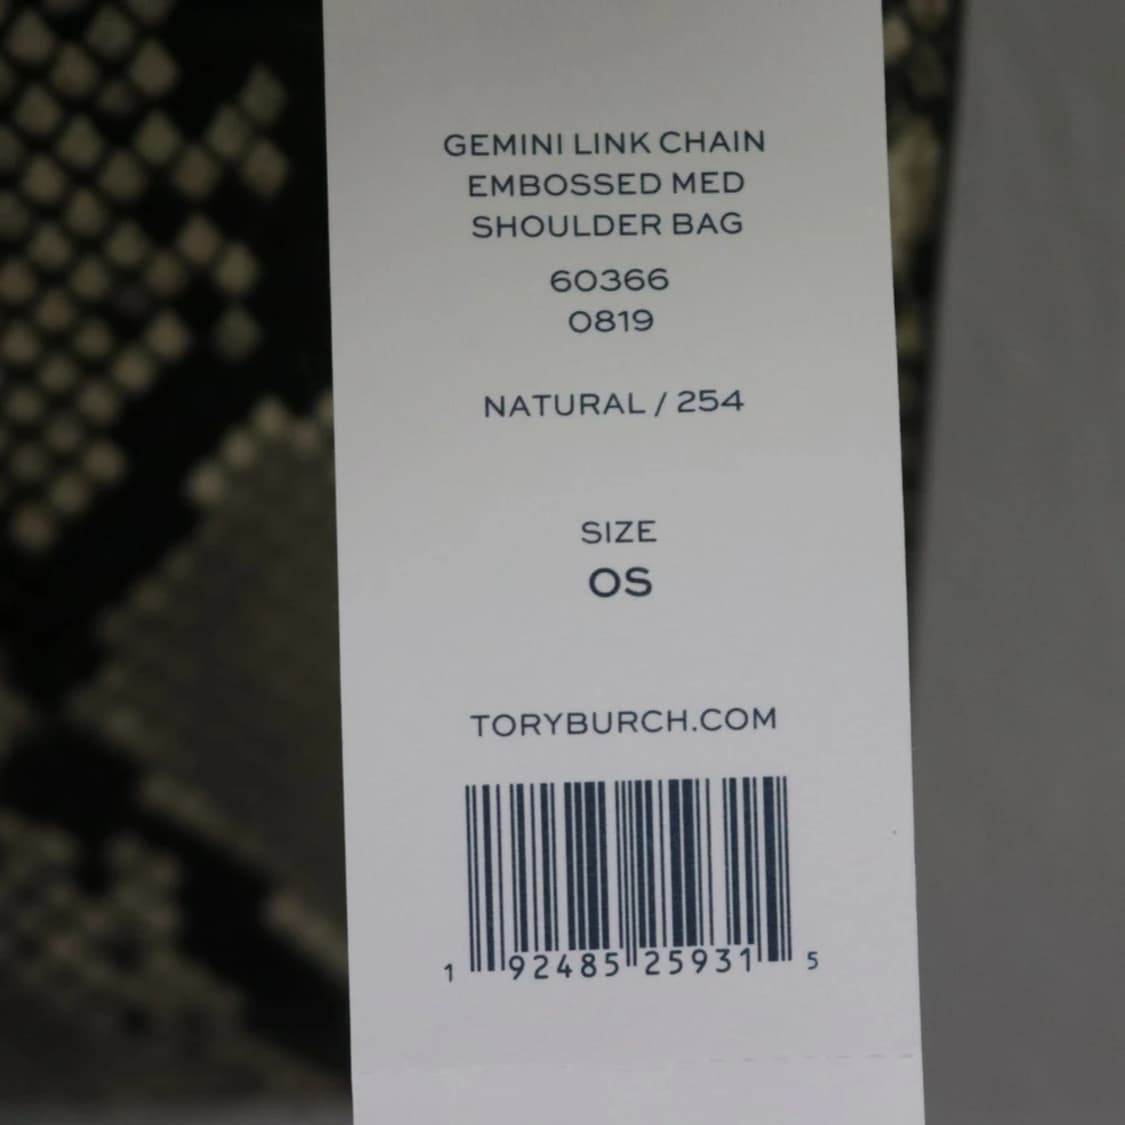 GEMINI LINK CHAIN
EMBOSSED MED
SHOULDER BAG
60366
0819
NATURAL / 254
SIZE
OS
TORYBURCH.COM
1 92485 25931 5